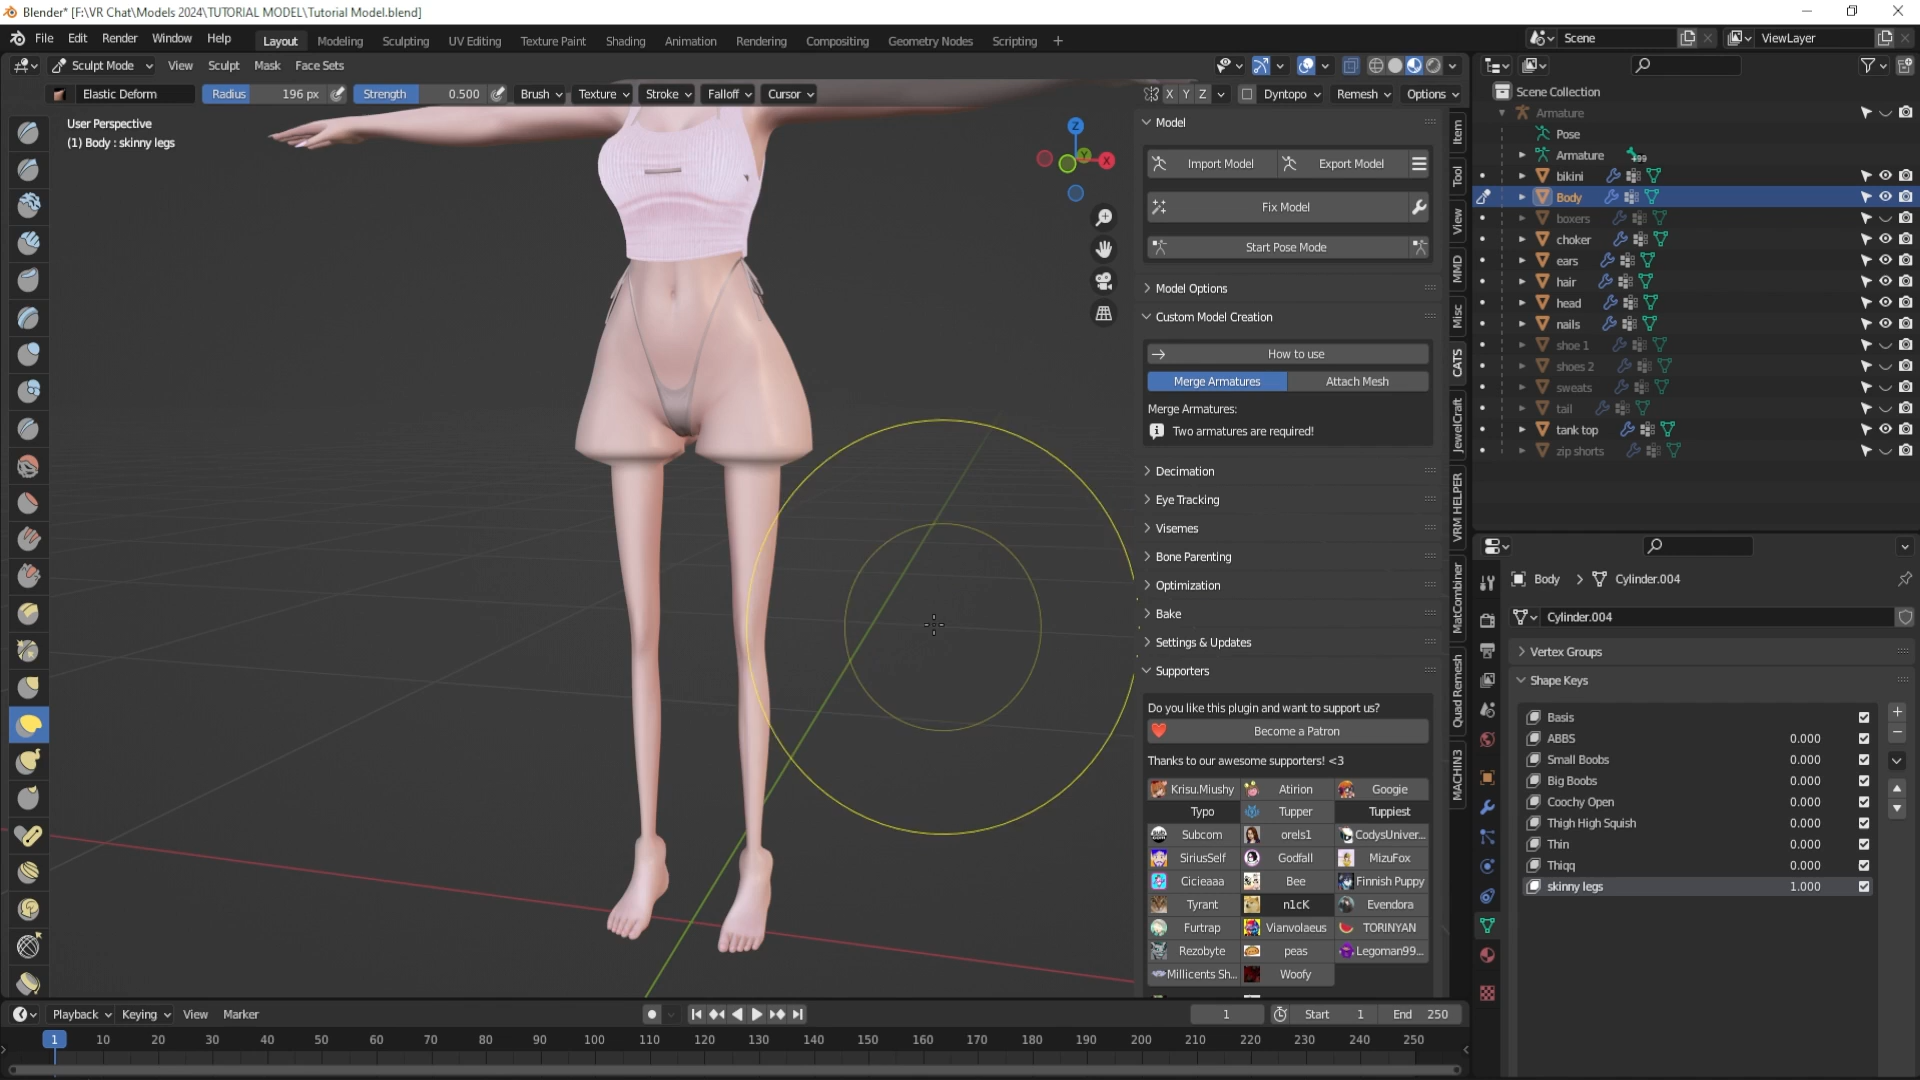 Blender* [F:\VR Chat\Models 2024\TUTORIAL MODEL\Tutorial Model.blend]
File Edit Render Window Help
Layout Modeling Sculpting UV Editing Texture Paint Shading Animation Rendering Compositing Geometry Nodes Scripting +
Scene ViewLayer
Sculpt Mode View Sculpt Mask Face Sets
Elastic Deform Radius 196 px Strength 0.500 Brush Texture Stroke Falloff Cursor
X Y Z Dyntopo Remesh Options
User Perspective
(1) Body : skinny legs
Z
Y
X
Model
Import Model Export Model
Fix Model
Start Pose Mode
Model Options
Custom Model Creation
How to use
Merge Armatures Attach Mesh
Merge Armatures:
Two armatures are required!
Decimation
Eye Tracking
Visemes
Bone Parenting
Optimization
Bake
Settings & Updates
Supporters
Do you like this plugin and want to support us?
Become a Patron
Thanks to our awesome supporters! <3
Krisu.Miushy Atirion Googie
Typo Tupper Tuppiest
Subcom orels1 CodysUniver...
SiriusSelf Godfall MizuFox
Cicieaaa Bee Finnish Puppy
Tyrant n1cK Evendora
Furtrap Vianvolaeus TORINYAN
Rezobyte peas Legoman99...
Millicents Sh... Woofy
Item
Tool
View
MMD
Misc
CATS
JewelCraft
VRM HELPER
MatCombiner
Quad Remesh
MACHIN3
Scene Collection
Armature
Pose
Armature 99
bikini
Body
boxers
choker
ears
hair
head
nails
shoe 1
shoes 2
sweats
tail
tank top
zip shorts
Body > Cylinder.004
Cylinder.004
Vertex Groups
Shape Keys
Basis
ABBS 0.000
Small Boobs 0.000
Big Boobs 0.000
Coochy Open 0.000
Thigh High Squish 0.000
Thin 0.000
Thiqq 0.000
skinny legs 1.000
Playback Keying View Marker
1 Start 1 End 250
1 10 20 30 40 50 60 70 80 90 100 110 120 130 140 150 160 170 180 190 200 210 220 230 240 250